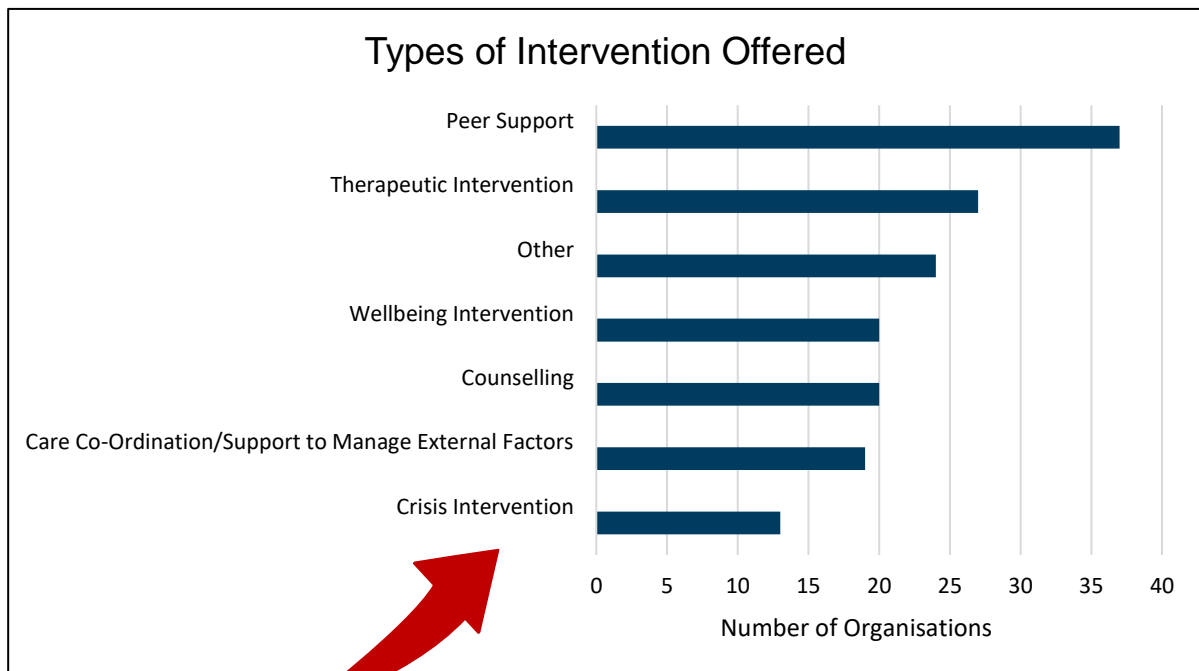 Types of Intervention Offered
Peer Support
Therapeutic Intervention
Other
Wellbeing Intervention
Counselling
Care Co-Ordination/Support to Manage External Factors
Crisis Intervention
0 5 10 15 20 25 30 35 40
Number of Organisations